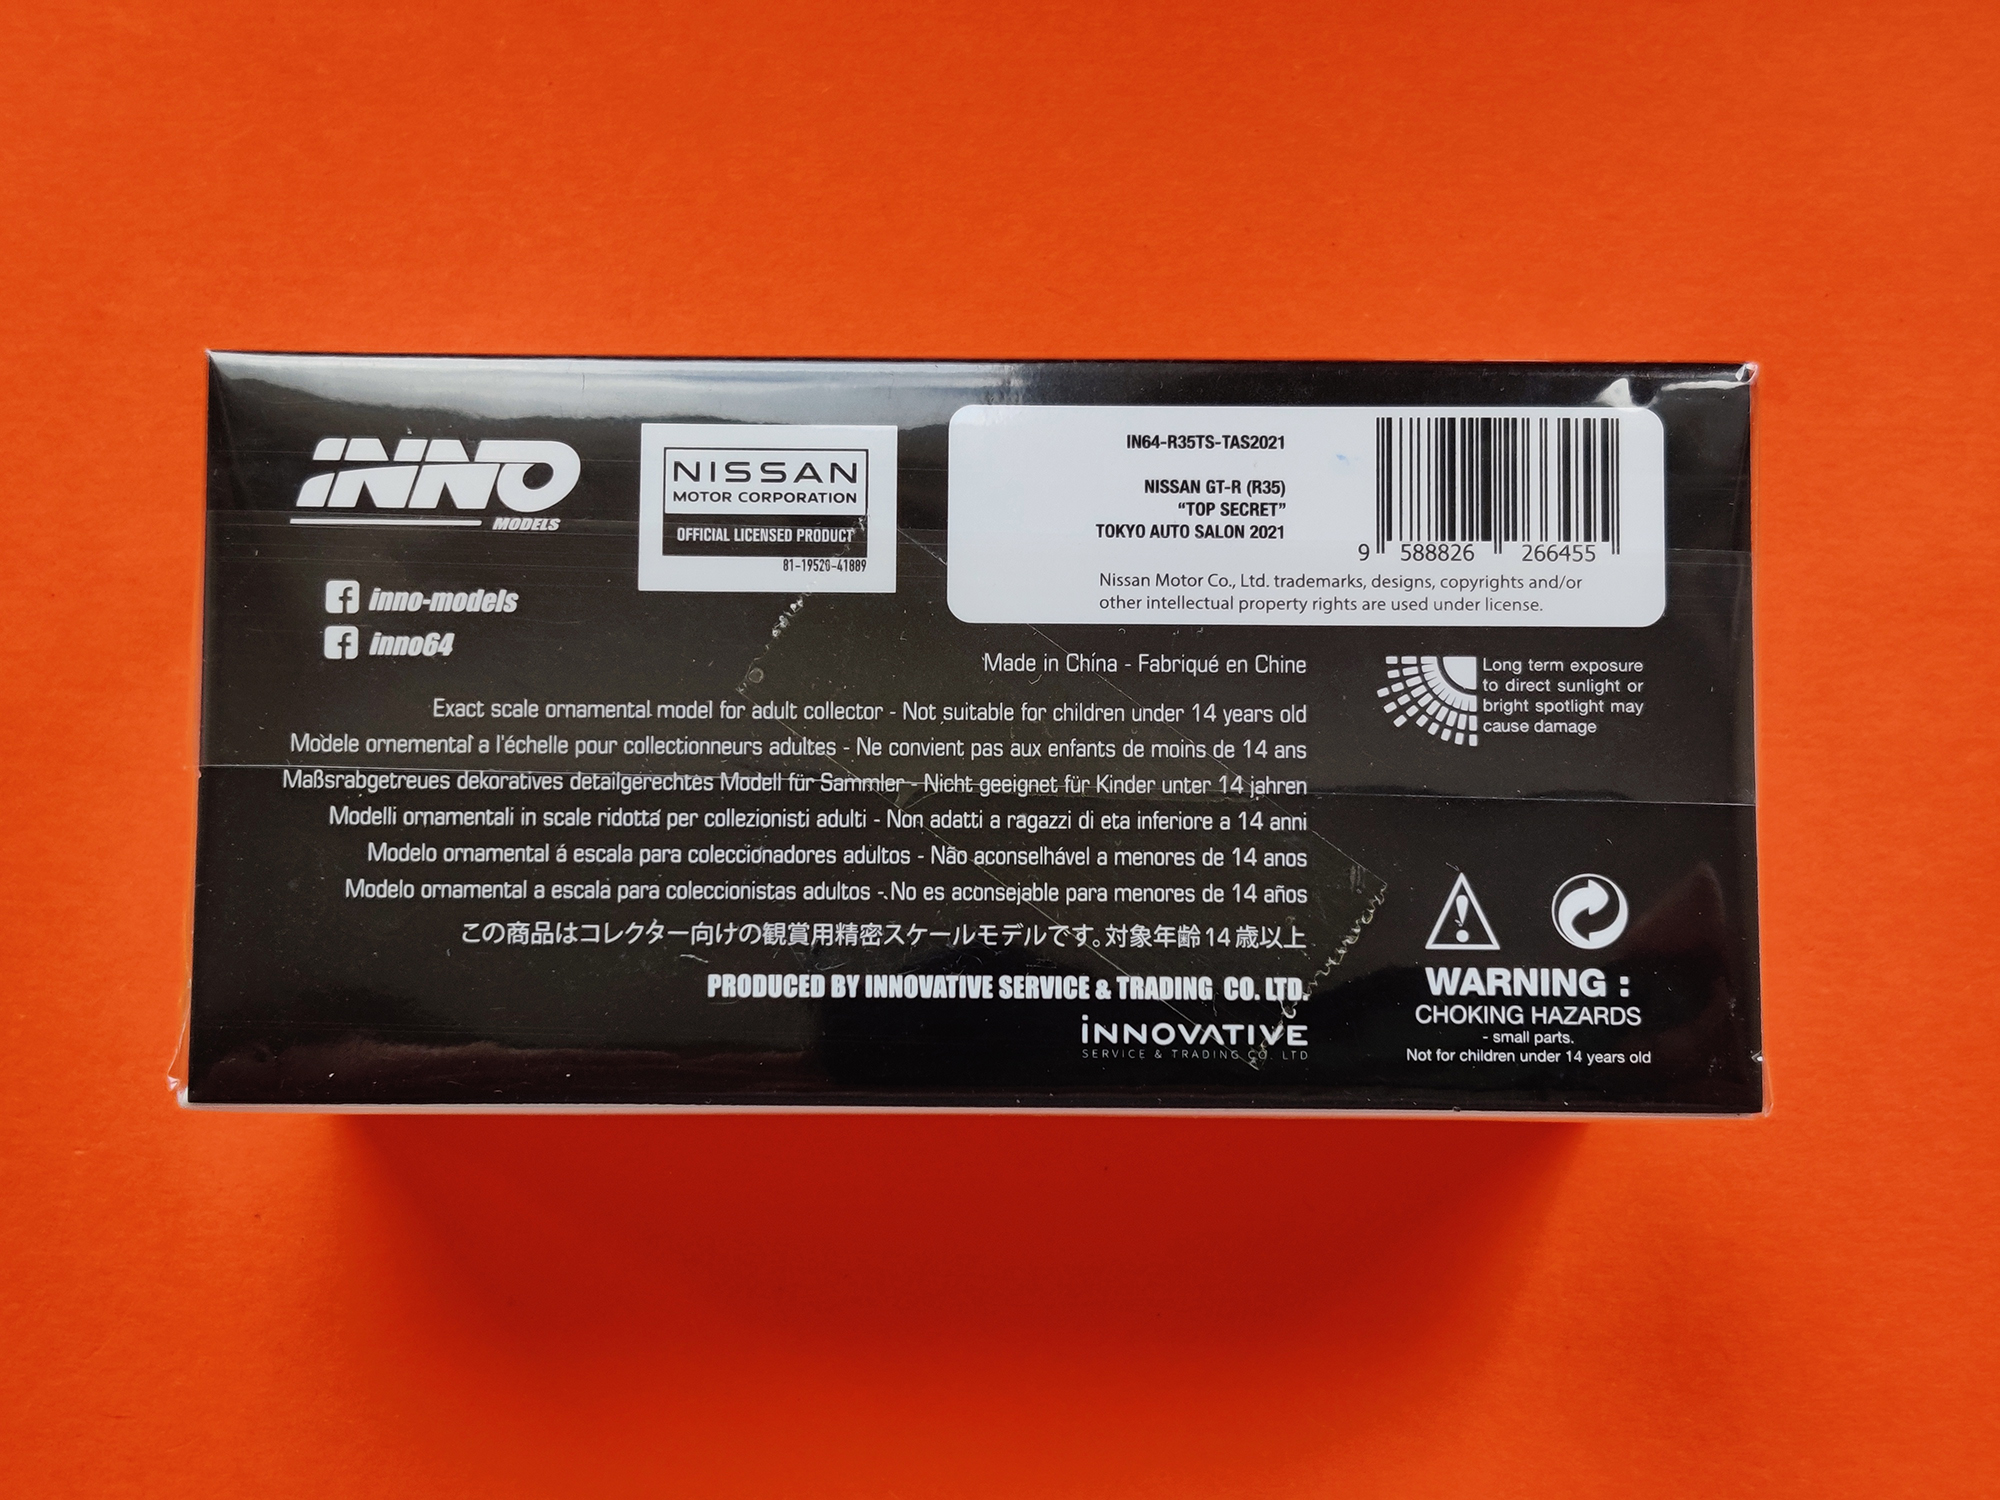 INNO
MODELS
inno-models
inno64
NISSAN
MOTOR CORPORATION
OFFICIAL LICENSED PRODUCT
81-19520-41889
IN64-R35TS-TAS2021
NISSAN GT-R (R35)
“TOP SECRET”
TOKYO AUTO SALON 2021
9 588826 266455
Nissan Motor Co., Ltd. trademarks, designs, copyrights and/or
other intellectual property rights are used under license.
Made in China - Fabriqué en Chine
Exact scale ornamental model for adult collector - Not suitable for children under 14 years old
Modele ornemental a l'échelle pour collectionneurs adultes - Ne convient pas aux enfants de moins de 14 ans
Maßsrabgetreues dekoratives detailgerechtes Modell für Sammler - Nicht geeignet für Kinder unter 14 jahren
Modelli ornamentali in scale ridotta per collezionisti adulti - Non adatti a ragazzi di eta inferiore a 14 anni
Modelo ornamental á escala para coleccionadores adultos - Não aconselhável a menores de 14 anos
Modelo ornamental a escala para coleccionistas adultos - No es aconsejable para menores de 14 años
この商品はコレクター向けの観賞用精密スケールモデルです。対象年齢14歳以上
PRODUCED BY INNOVATIVE SERVICE & TRADING CO. LTD.
INNOVATIVE
SERVICE & TRADING CO. LTD
Long term exposure
to direct sunlight or
bright spotlight may
cause damage
WARNING :
CHOKING HAZARDS
- small parts.
Not for children under 14 years old